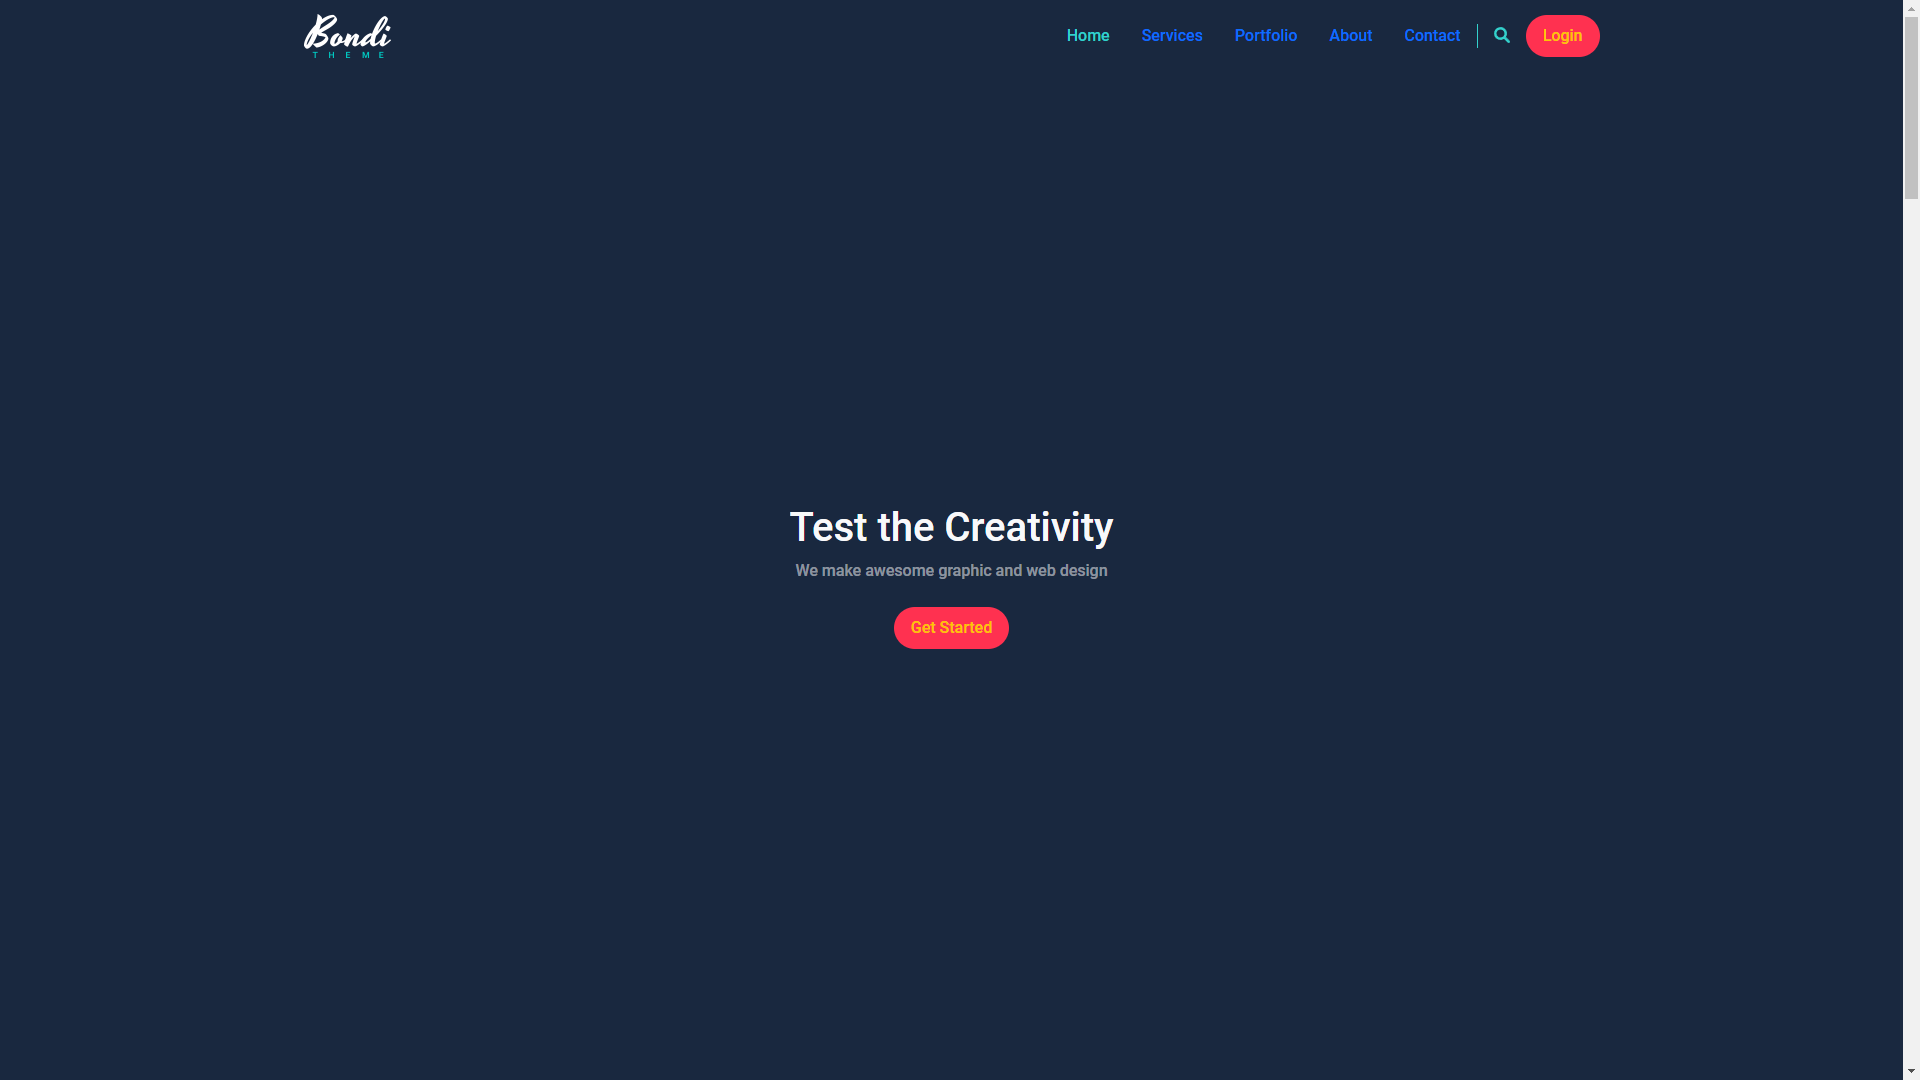 Bondi
THEME
Home
Services
Portfolio
About
Contact
Login
Test the Creativity
We make awesome graphic and web design
Get Started